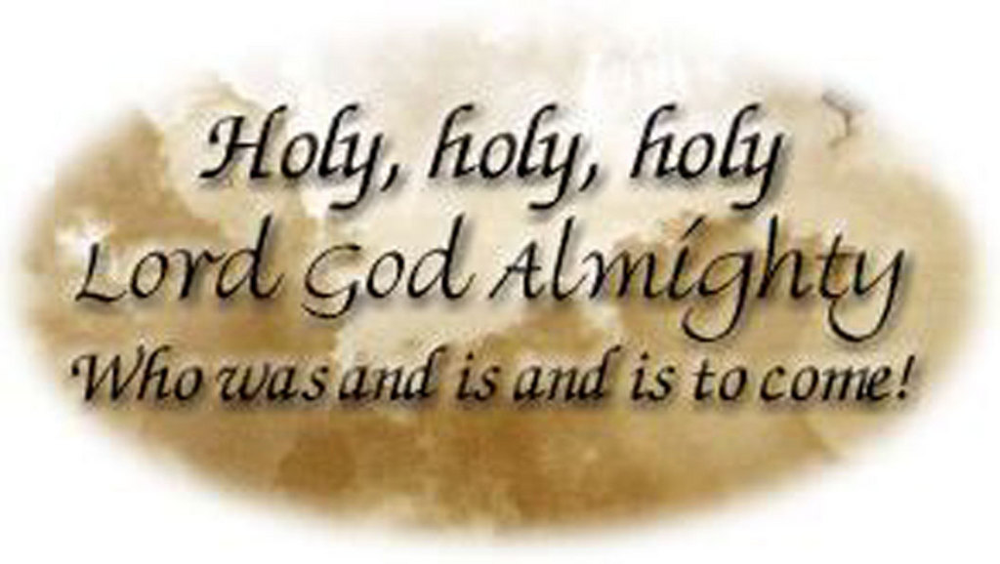 Holy, holy, holy
Lord God Almighty
Who was and is and is to come!